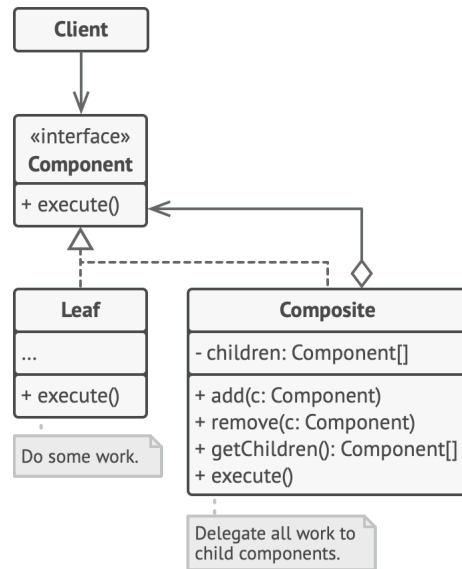 Client
«interface»
Component
+ execute()
Leaf
...
+ execute()
Do some work.
Composite
- children: Component[]
+ add(c: Component)
+ remove(c: Component)
+ getChildren(): Component[]
+ execute()
Delegate all work to
child components.